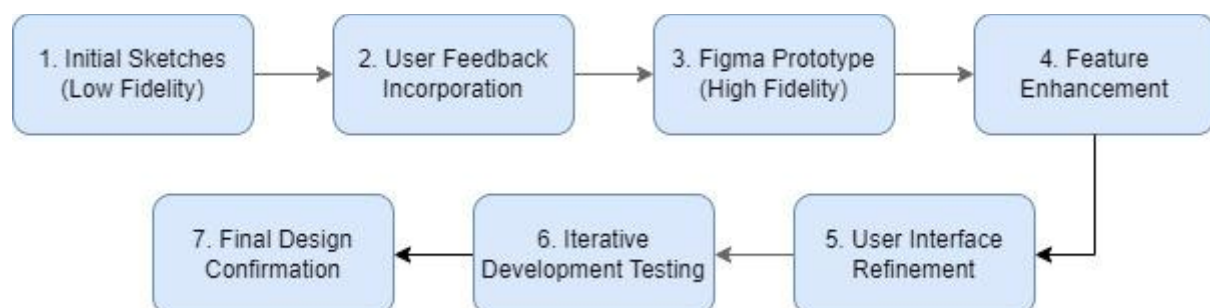 1. Initial Sketches
(Low Fidelity)
2. User Feedback
Incorporation
3. Figma Prototype
(High Fidelity)
4. Feature
Enhancement
5. User Interface
Refinement
6. Iterative
Development Testing
7. Final Design
Confirmation